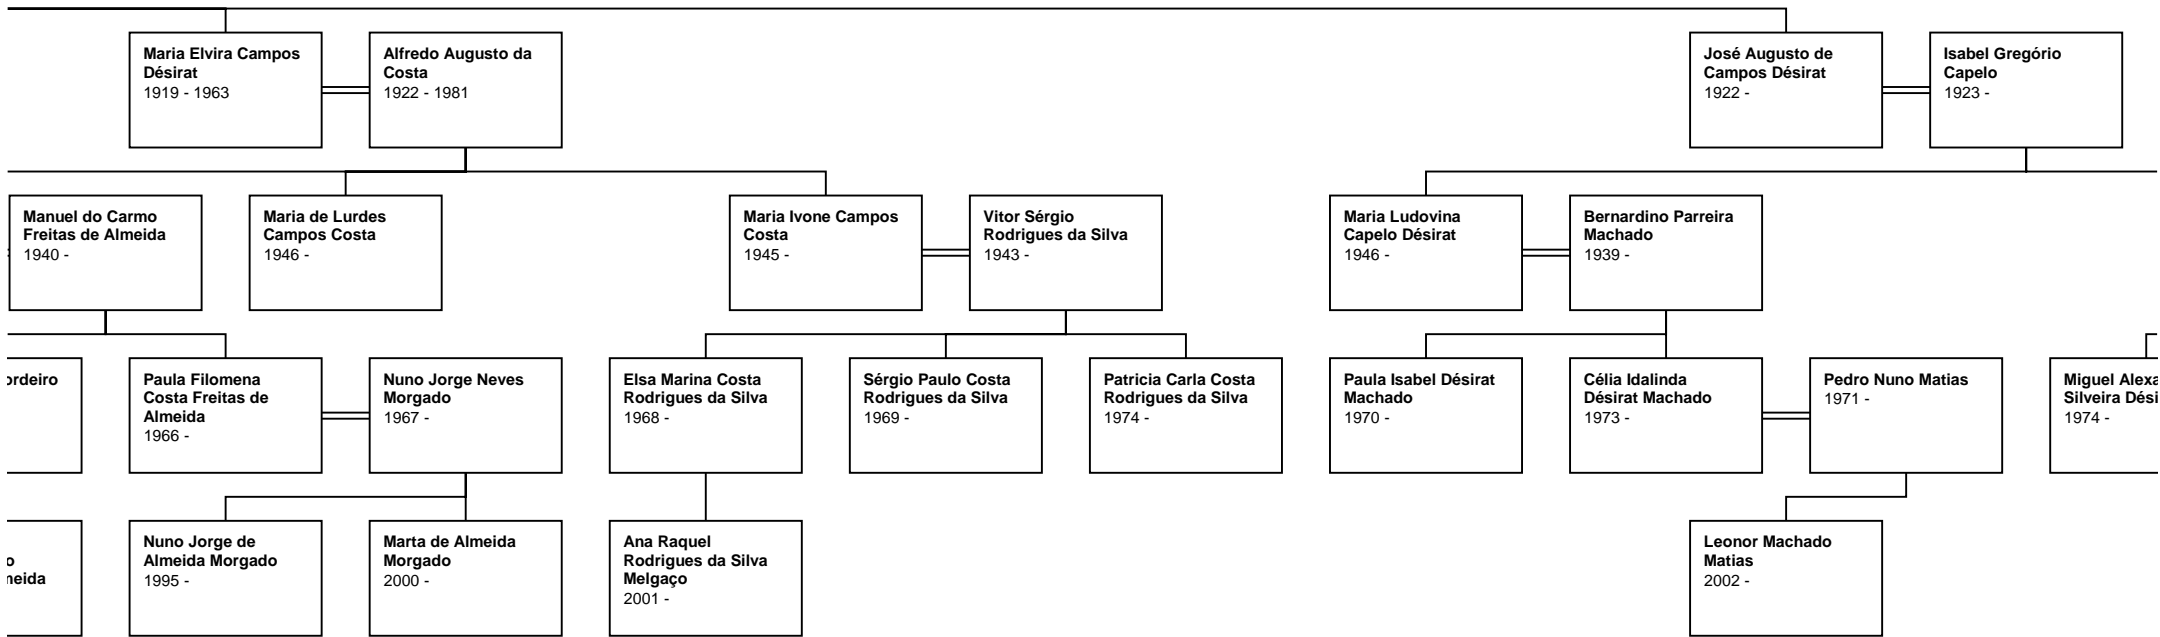 Maria Elvira Campos
Désirat
1919 - 1963
Alfredo Augusto da
Costa
1922 - 1981
José Augusto de
Campos Désirat
1922 -
Isabel Gregório
Capelo
1923 -
Manuel do Carmo
Freitas de Almeida
1940 -
Maria de Lurdes
Campos Costa
1946 -
Maria Ivone Campos
Costa
1945 -
Vitor Sérgio
Rodrigues da Silva
1943 -
Maria Ludovina
Capelo Désirat
1946 -
Bernardino Parreira
Machado
1939 -
Paula Filomena
Costa Freitas de
Almeida
1966 -
Nuno Jorge Neves
Morgado
1967 -
Elsa Marina Costa
Rodrigues da Silva
1968 -
Sérgio Paulo Costa
Rodrigues da Silva
1969 -
Patricia Carla Costa
Rodrigues da Silva
1974 -
Paula Isabel Désirat
Machado
1970 -
Célia Idalinda
Désirat Machado
1973 -
Pedro Nuno Matias
1971 -
Miguel
Silveira
1974 -
Nuno Jorge de
Almeida Morgado
1995 -
Marta de Almeida
Morgado
2000 -
Ana Raquel
Rodrigues da Silva
Melgaço
2001 -
Leonor Machado
Matias
2002 -